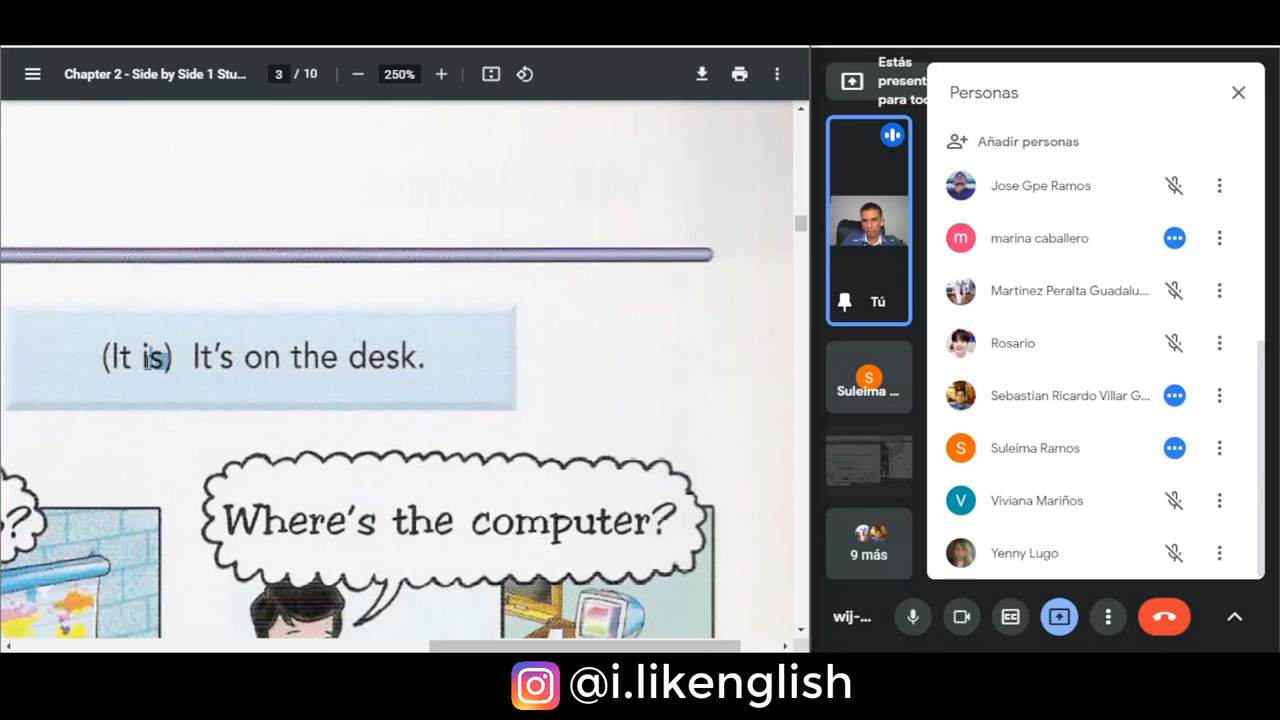 Chapter 2 - Side by Side 1 Stu...
3 / 10
250%
(It is) It's on the desk.
?
Where's the computer?
Estás
present
para tod
Tú
S
Suleima ...
9 más
Personas
Añadir personas
Jose Gpe Ramos
m marina caballero
Martinez Peralta Guadalu...
Rosario
Sebastian Ricardo Villar G...
S Suleima Ramos
V Viviana Mariños
Yenny Lugo
wij-...
@i.likenglish